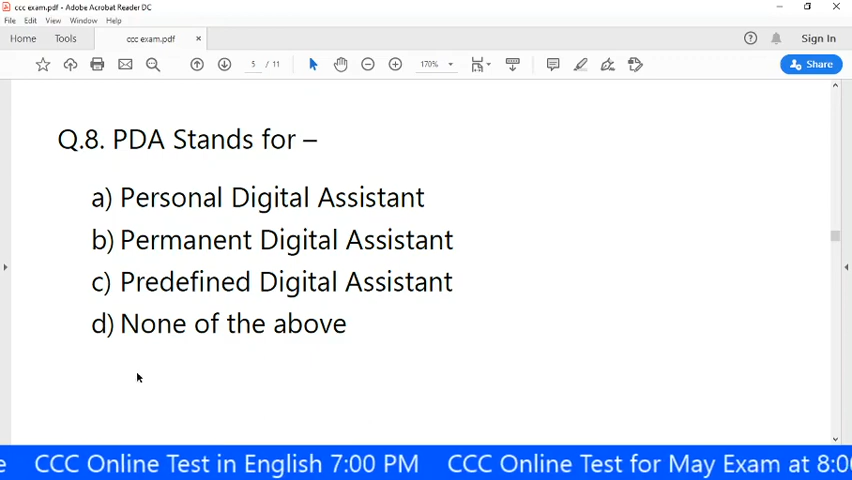 ccc exam.pdf - Adobe Acrobat Reader DC
File Edit View Window Help
Home Tools ccc exam.pdf × Sign In
5 / 11 170% Share
Q.8. PDA Stands for –
a) Personal Digital Assistant
b) Permanent Digital Assistant
c) Predefined Digital Assistant
d) None of the above
e CCC Online Test in English 7:00 PM CCC Online Test for May Exam at 8:00